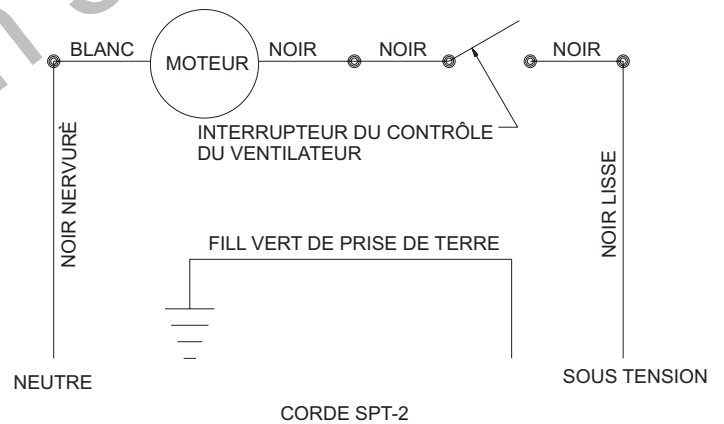 BLANC
MOTEUR
NOIR
NOIR
NOIR
INTERRUPTEUR DU CONTRÔLE
DU VENTILATEUR
NOIR NERVURÈ
NOIR LISSE
FILL VERT DE PRISE DE TERRE
NEUTRE
SOUS TENSION
CORDE SPT-2